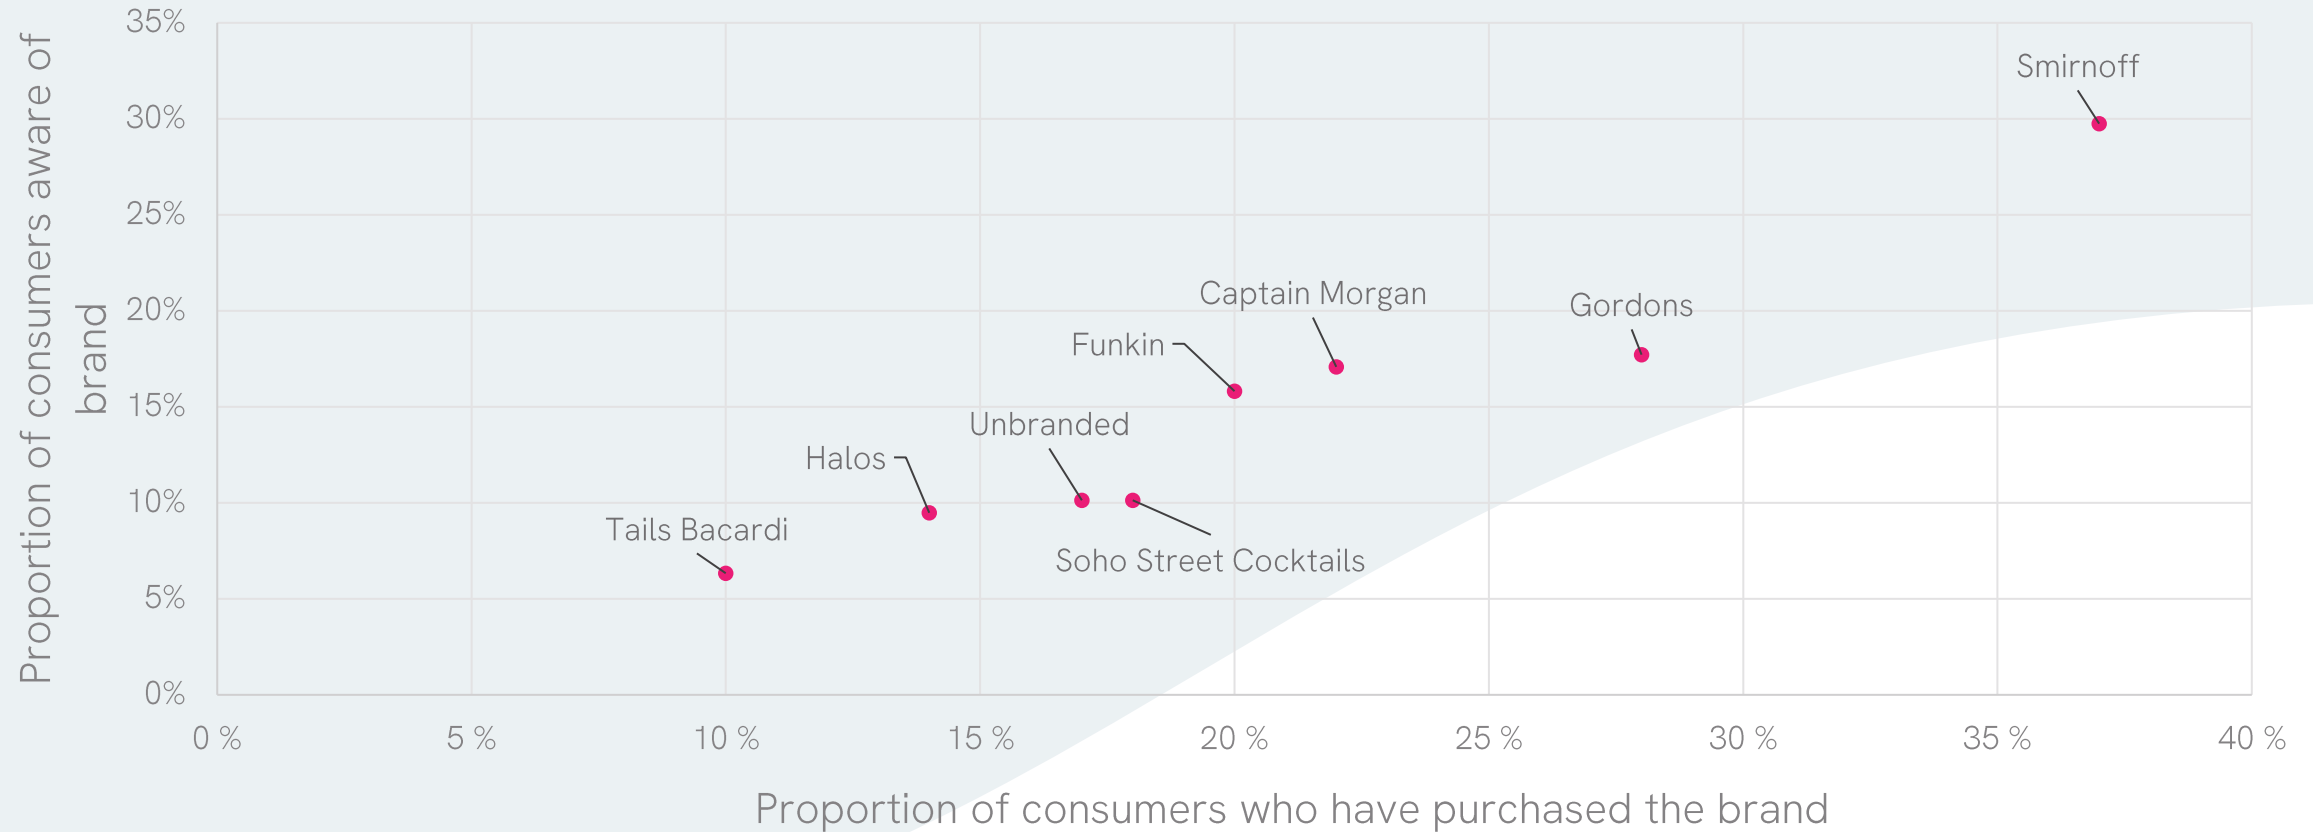 Proportion of consumers aware of
brand
35%
30%
25%
20%
15%
10%
5%
0%
Smirnoff
Captain Morgan
Gordons
Funkin
Unbranded
Halos
Tails Bacardi
Soho Street Cocktails
0 % 5 % 10 % 15 % 20 % 25 % 30 % 35 % 40 %
Proportion of consumers who have purchased the brand